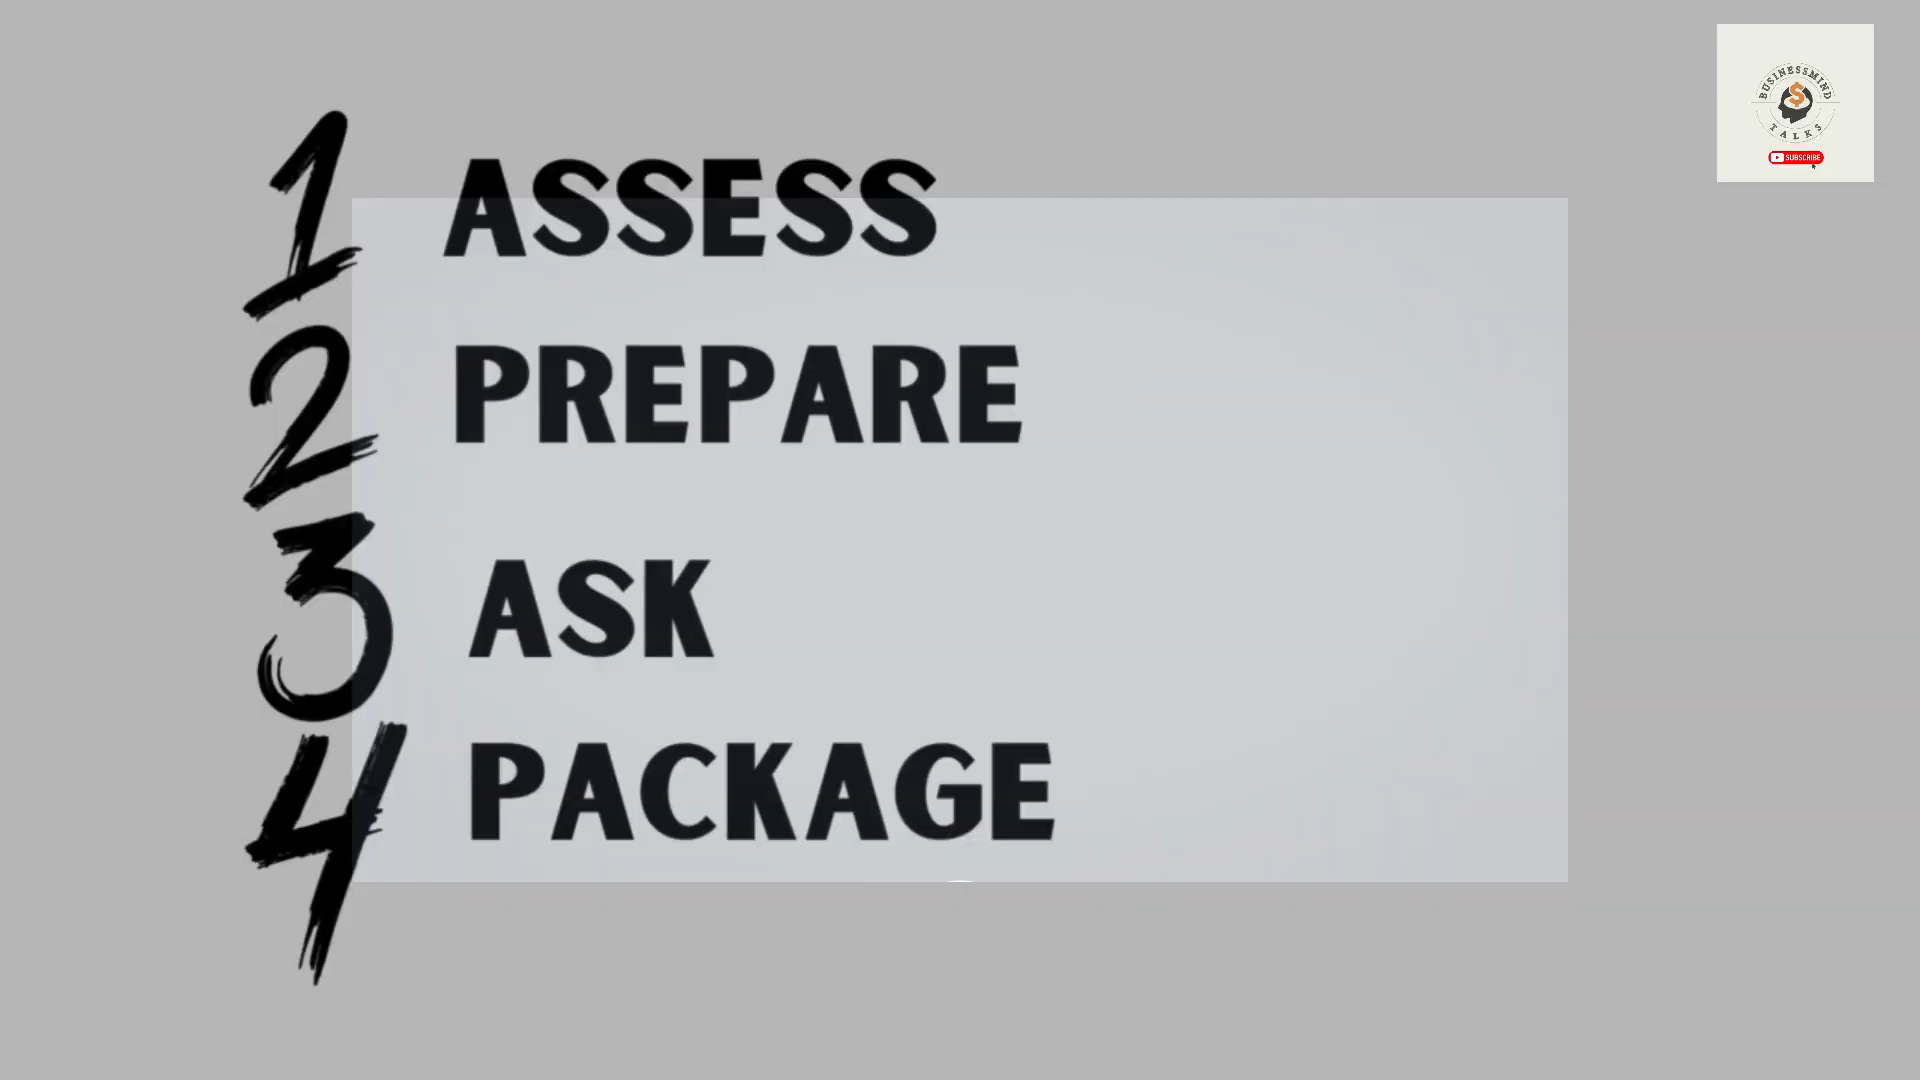 1 ASSESS
2 PREPARE
3 ASK
4 PACKAGE
BUSINESSMIND
TALKS
SUBSCRIBE